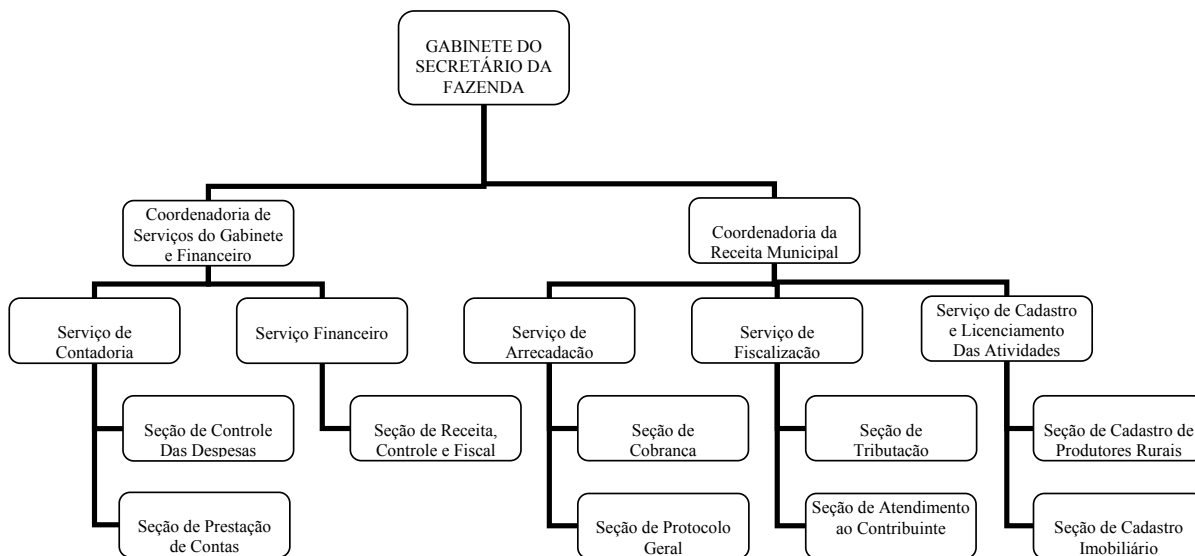 GABINETE DO
SECRETÁRIO DA
FAZENDA
Coordenadoria de
Serviços do Gabinete
e Financeiro
Coordenadoria da
Receita Municipal
Serviço de
Contadoria
Serviço Financeiro
Serviço de
Arrecadação
Serviço de
Fiscalização
Serviço de Cadastro
e Licenciamento
Das Atividades
Seção de Controle
Das Despesas
Seção de Receita,
Controle e Fiscal
Seção de
Cobrança
Seção de
Tributação
Seção de Cadastro de
Produtores Rurais
Seção de Prestação
de Contas
Seção de Protocolo
Geral
Seção de Atendimento
ao Contribuinte
Seção de Cadastro
Imobiliário